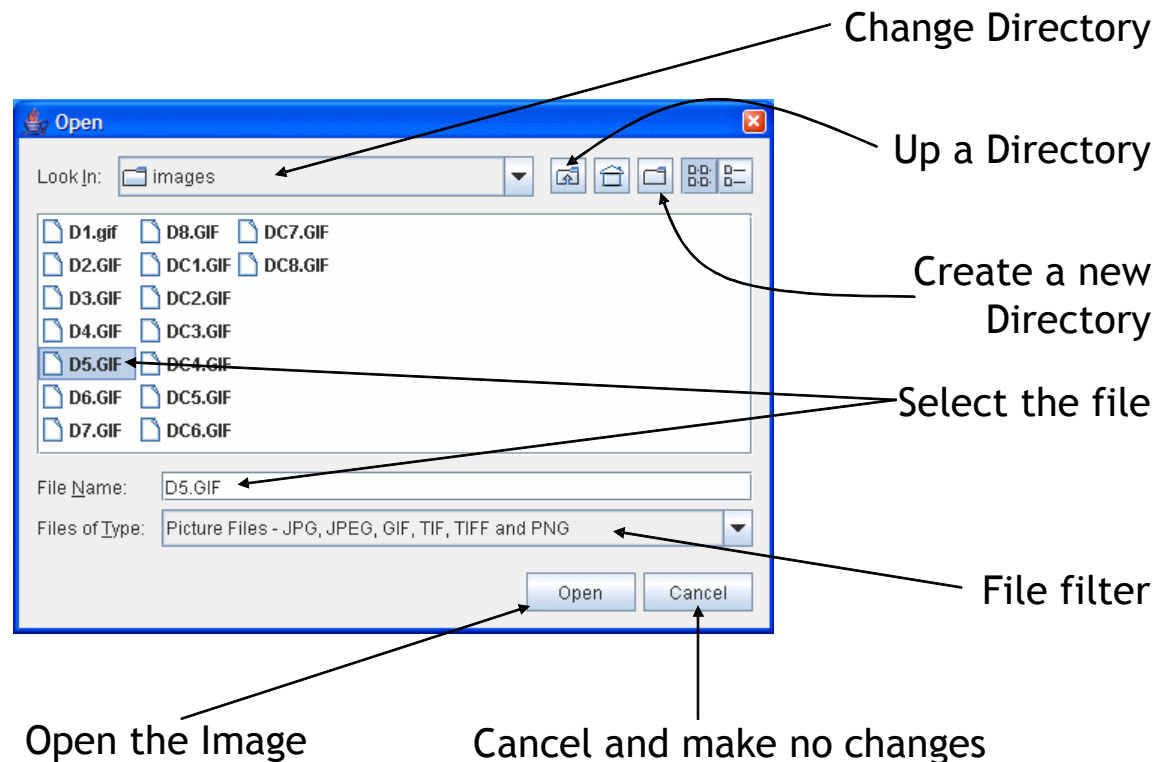 Change Directory
Open
Up a Directory
Look In: images
D1.gif D8.GIF DC7.GIF
D2.GIF DC1.GIF DC8.GIF
D3.GIF DC2.GIF
D4.GIF DC3.GIF
D5.GIF DC4.GIF
D6.GIF DC5.GIF
D7.GIF DC6.GIF
Create a new
Directory
Select the file
File Name: D5.GIF
Files of Type: Picture Files - JPG, JPEG, GIF, TIF, TIFF and PNG
File filter
Open Cancel
Open the Image
Cancel and make no changes